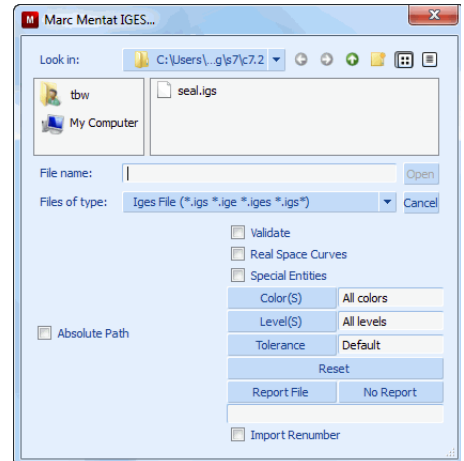 M Marc Mentat IGES...
Look in: C:\Users\...g\s7\c7.2
tbw
My Computer
seal.igs
File name: Open
Files of type: Iges File (*.igs *.ige *.iges *.igs*) Cancel
Validate
Real Space Curves
Special Entities
Color(S) All colors
Level(S) All levels
Absolute Path
Tolerance Default
Reset
Report File No Report
Import Renumber